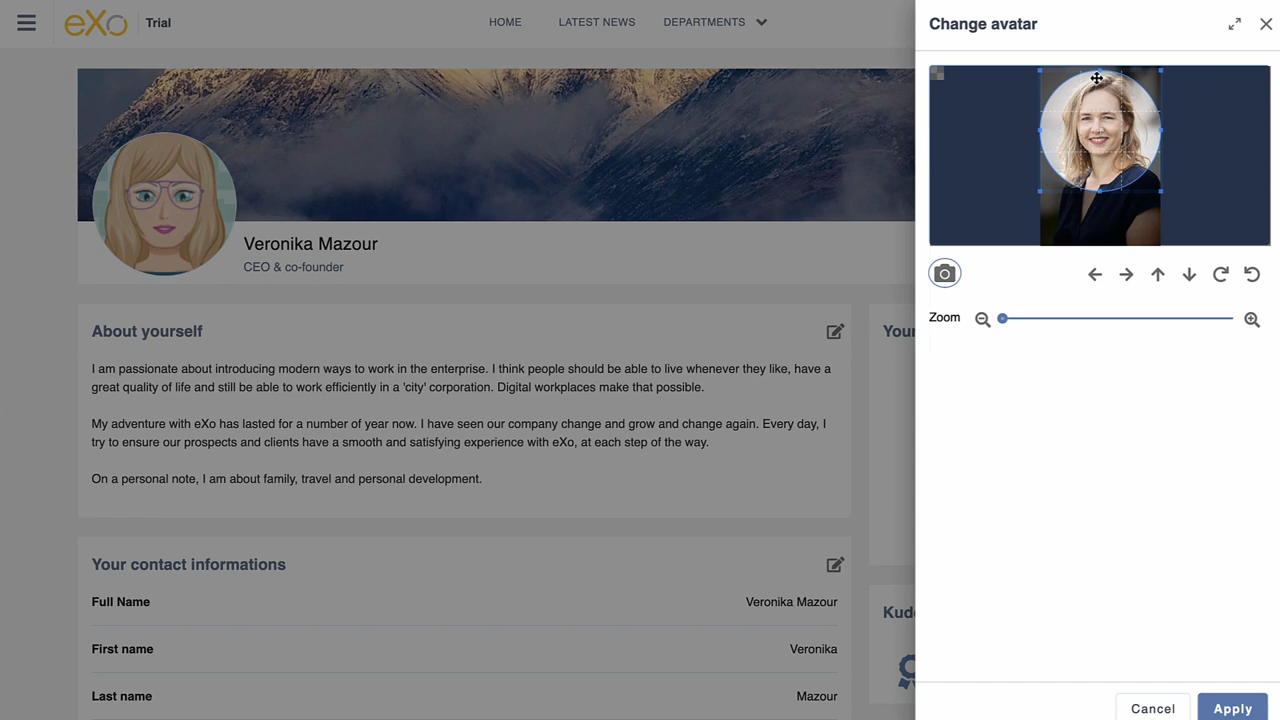 eXo Trial HOME LATEST NEWS DEPARTMENTS
Change avatar
Zoom
Veronika Mazour
CEO & co-founder
About yourself
I am passionate about introducing modern ways to work in the enterprise. I think people should be able to live whenever they like, have a
great quality of life and still be able to work efficiently in a 'city' corporation. Digital workplaces make that possible.
My adventure with eXo has lasted for a number of year now. I have seen our company change and grow and change again. Every day, I
try to ensure our prospects and clients have a smooth and satisfying experience with eXo, at each step of the way.
On a personal note, I am about family, travel and personal development.
Your
Your contact informations
Full Name Veronika Mazour
First name Veronika
Last name Mazour
Cancel Apply